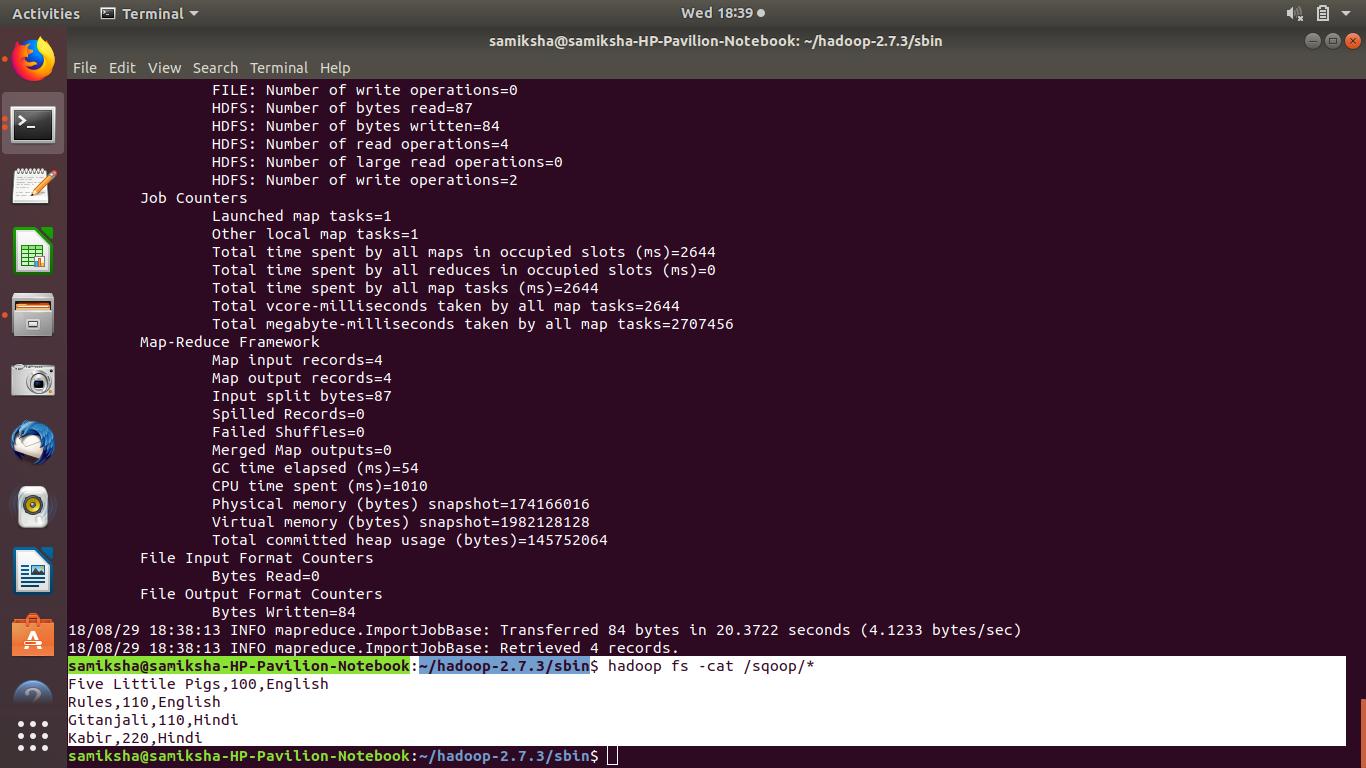 Activities Terminal Wed 18:39
samiksha@samiksha-HP-Pavilion-Notebook: ~/hadoop-2.7.3/sbin
File Edit View Search Terminal Help
FILE: Number of write operations=0
HDFS: Number of bytes read=87
HDFS: Number of bytes written=84
HDFS: Number of read operations=4
HDFS: Number of large read operations=0
HDFS: Number of write operations=2
Job Counters
Launched map tasks=1
Other local map tasks=1
Total time spent by all maps in occupied slots (ms)=2644
Total time spent by all reduces in occupied slots (ms)=0
Total time spent by all map tasks (ms)=2644
Total vcore-milliseconds taken by all map tasks=2644
Total megabyte-milliseconds taken by all map tasks=2707456
Map-Reduce Framework
Map input records=4
Map output records=4
Input split bytes=87
Spilled Records=0
Failed Shuffles=0
Merged Map outputs=0
GC time elapsed (ms)=54
CPU time spent (ms)=1010
Physical memory (bytes) snapshot=174166016
Virtual memory (bytes) snapshot=1982128128
Total committed heap usage (bytes)=145752064
File Input Format Counters
Bytes Read=0
File Output Format Counters
Bytes Written=84
18/08/29 18:38:13 INFO mapreduce.ImportJobBase: Transferred 84 bytes in 20.3722 seconds (4.1233 bytes/sec)
18/08/29 18:38:13 INFO mapreduce.ImportJobBase: Retrieved 4 records.
samiksha@samiksha-HP-Pavilion-Notebook:~/hadoop-2.7.3/sbin$ hadoop fs -cat /sqoop/*
Five Littile Pigs,100,English
Rules,110,English
Gitanjali,110,Hindi
Kabir,220,Hindi
samiksha@samiksha-HP-Pavilion-Notebook:~/hadoop-2.7.3/sbin$